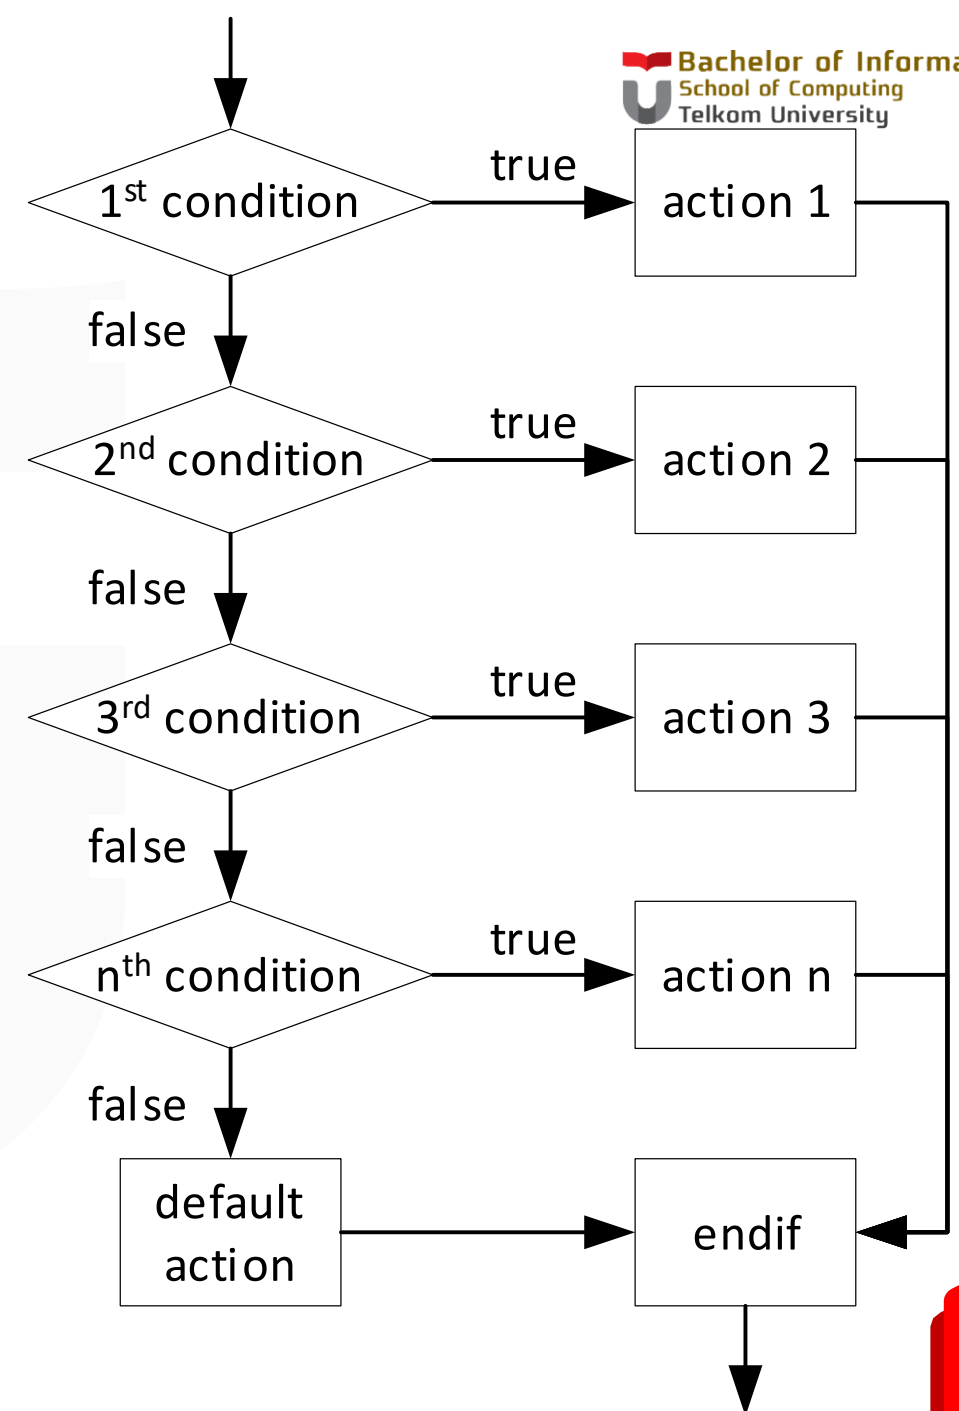 Bachelor of Informa
School of Computing
Telkom University
1st condition
true
action 1
false
2nd condition
true
action 2
false
3rd condition
true
action 3
false
nth condition
true
action n
false
default
action
endif